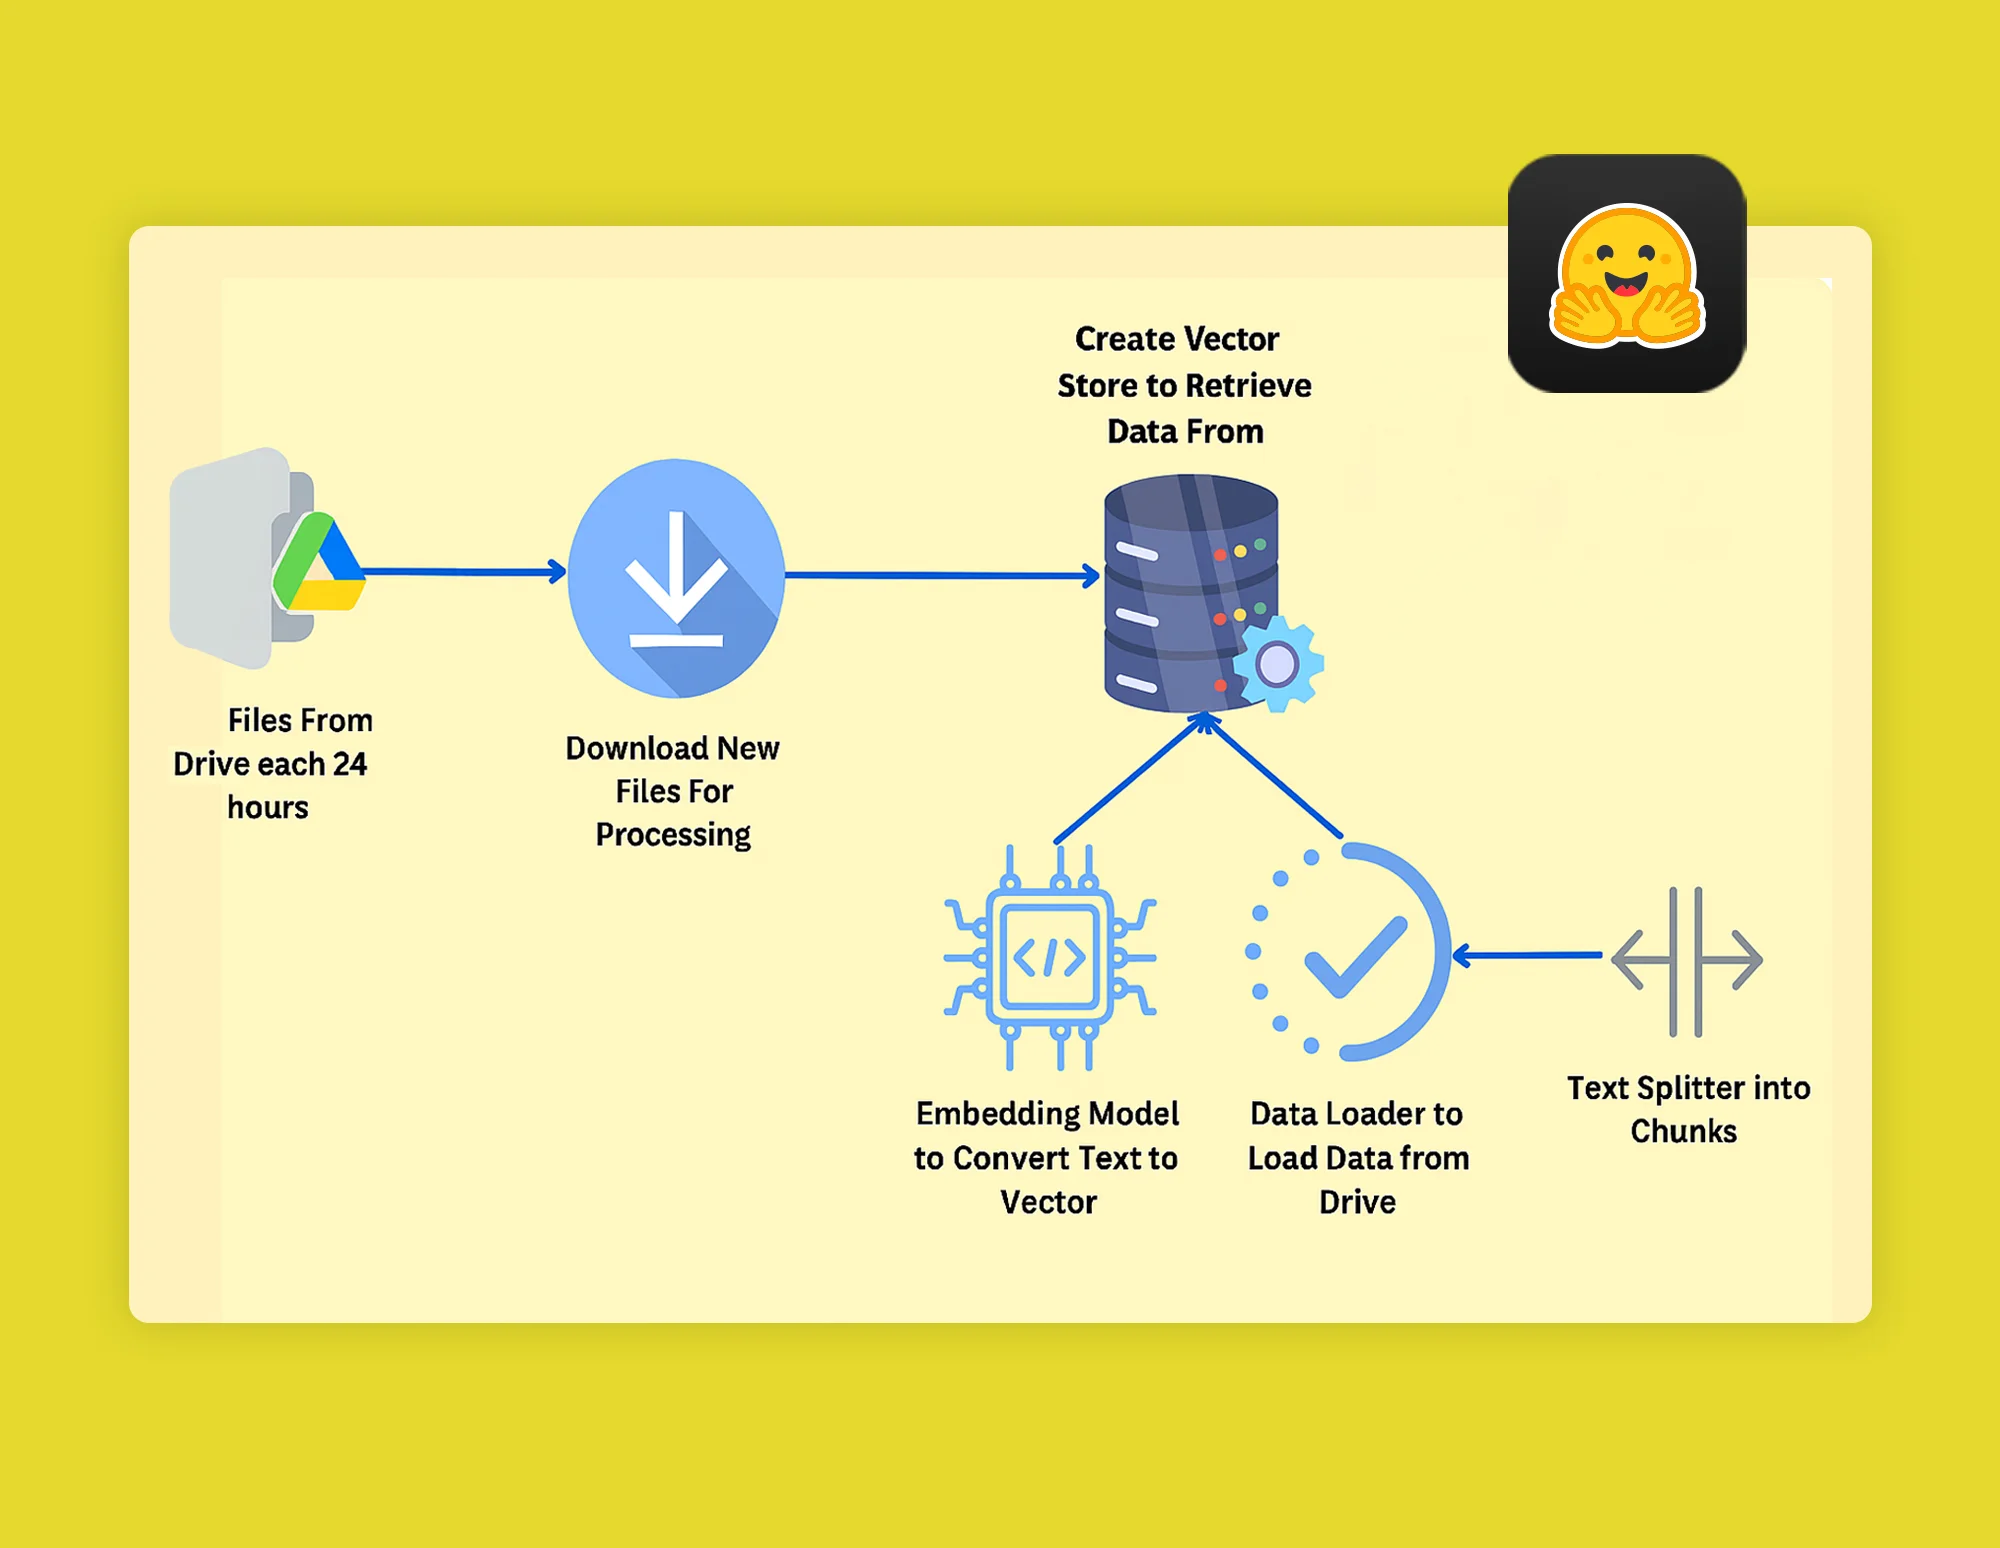 Create Vector
Store to Retrieve
Data From
Files From
Drive each 24
hours
Download New
Files For
Processing
</>
Embedding Model
to Convert Text to
Vector
Data Loader to
Load Data from
Drive
Text Splitter into
Chunks